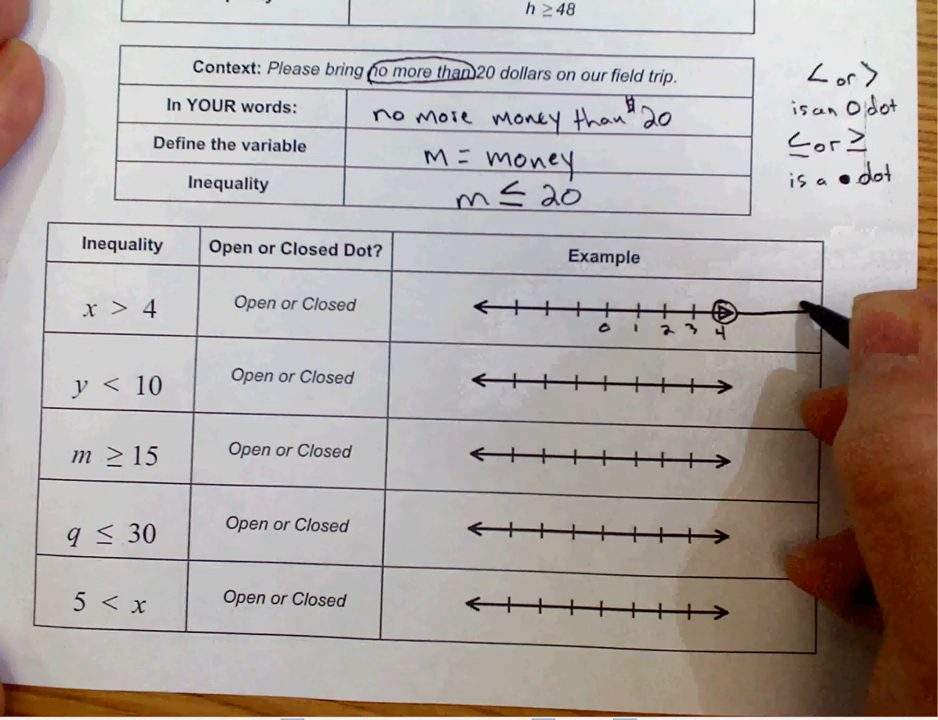 h ≥ 48
Context: Please bring no more than 20 dollars on our field trip.
In YOUR words:
no more money than $20
Define the variable
m = money
Inequality
m ≤ 20
< or >
is an O dot
≤ or ≥
is a ● dot
Inequality Open or Closed Dot? Example
x > 4 Open or Closed
0 1 2 3 4
y < 10 Open or Closed
m ≥ 15 Open or Closed
q ≤ 30 Open or Closed
5 < x Open or Closed